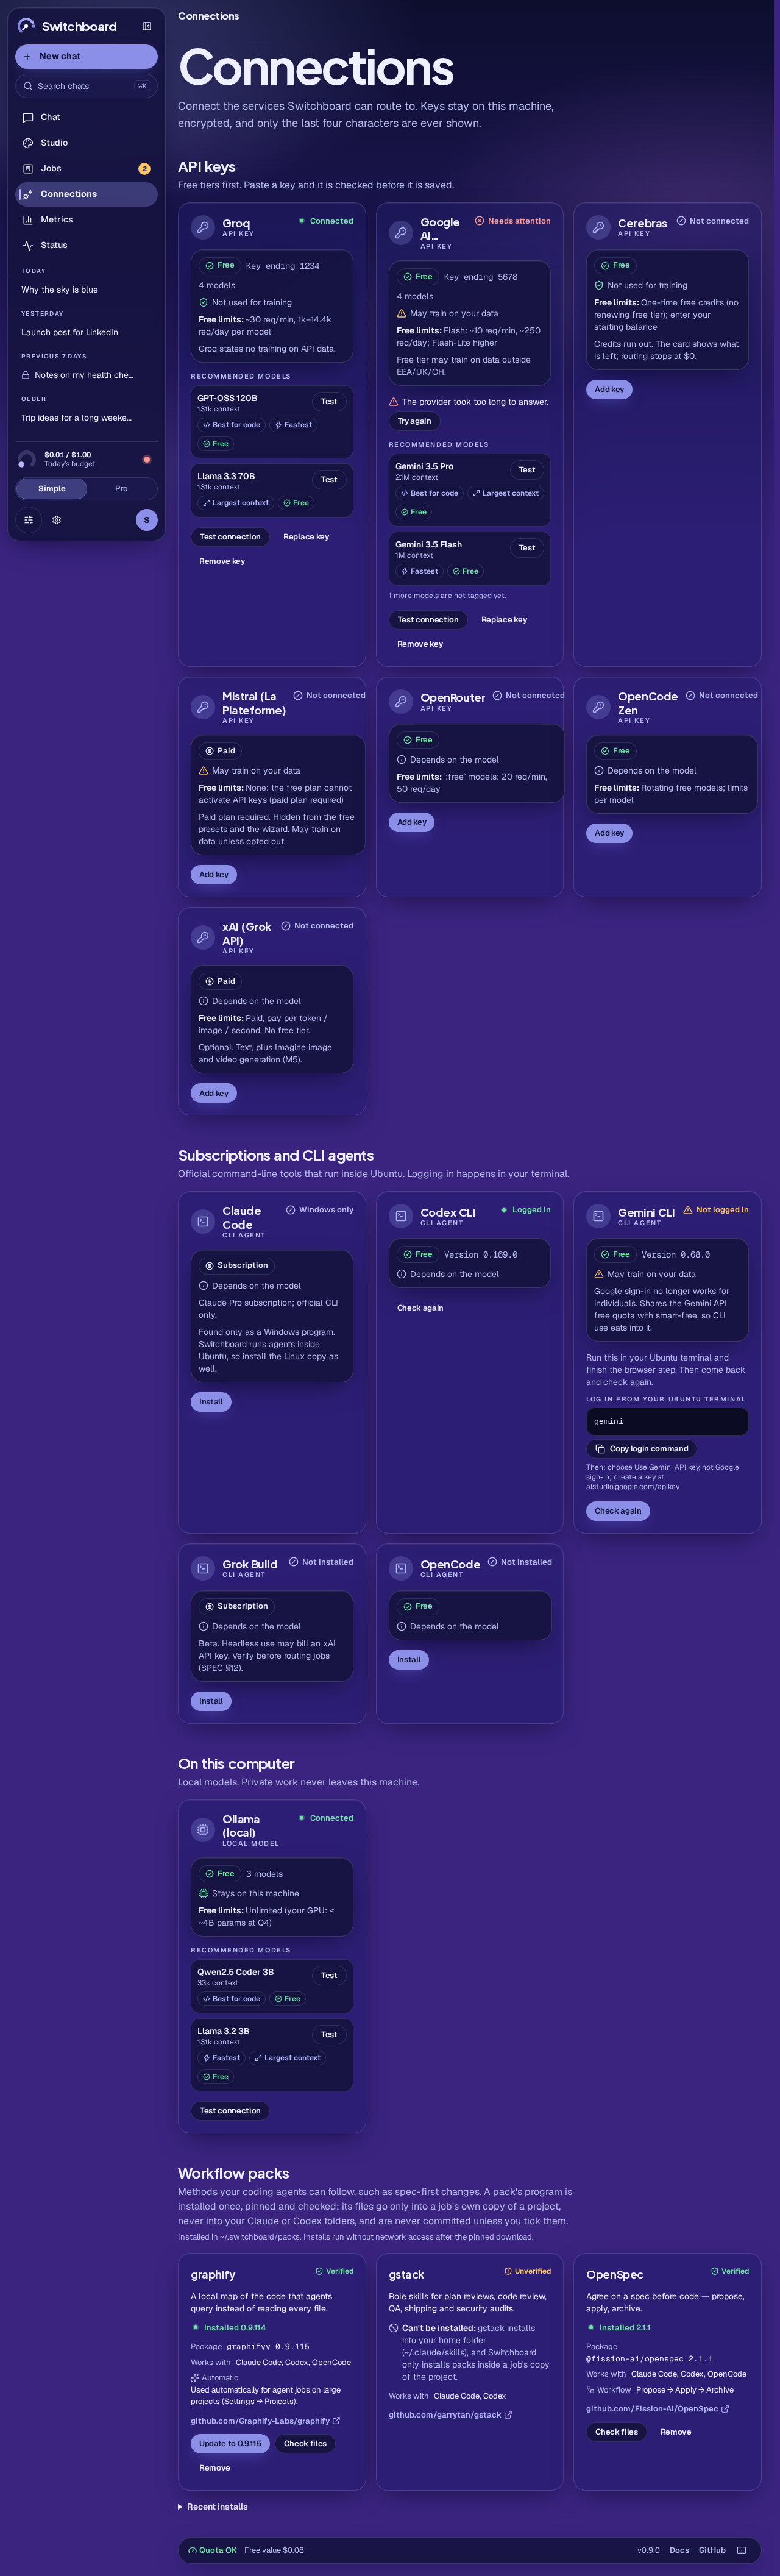 Switchboard
New chat
Search chats
⌘K
Chat
Studio
Jobs
2
Connections
Metrics
Status
TODAY
Why the sky is blue
YESTERDAY
Launch post for LinkedIn
PREVIOUS 7 DAYS
Notes on my health che...
OLDER
Trip ideas for a long weeke...
$0.01 / $1.00
Today's budget
Simple
Pro
S
Connections
Connections
Connect the services Switchboard can route to. Keys stay on this machine,
encrypted, and only the last four characters are ever shown.
API keys
Free tiers first. Paste a key and it is checked before it is saved.
Groq
API KEY
Connected
Free
Key ending 1234
4 models
Not used for training
Free limits: ~30 req/min, 1K–14.4K
req/day per model
Groq states no training on API data.
RECOMMENDED MODELS
GPT-OSS 120B
131k context
Test
Best for code
Fastest
Free
Llama 3.3 70B
131k context
Test
Largest context
Free
Test connection
Replace key
Remove key
Google
AI...
API KEY
Needs attention
Free
Key ending 5678
4 models
May train on your data
Free limits: Flash: ~10 req/min, ~250
req/day; Flash-Lite higher
Free tier may train on data outside
EEA/UK/CH.
The provider took too long to answer.
Try again
RECOMMENDED MODELS
Gemini 3.5 Pro
2.1M context
Test
Best for code
Largest context
Free
Gemini 3.5 Flash
1M context
Test
Fastest
Free
1 more models are not tagged yet.
Test connection
Replace key
Remove key
Cerebras
API KEY
Not connected
Free
Not used for training
Free limits: One-time free credits (no
renewing free tier); enter your
starting balance
Credits run out. The card shows what
is left; routing stops at $0.
Add key
Mistral (La
Plateforme)
API KEY
Not connected
Paid
May train on your data
Free limits: None: the free plan cannot
activate API keys (paid plan required)
Paid plan required. Hidden from the free
presets and the wizard. May train on
data unless opted out.
Add key
OpenRouter
API KEY
Not connected
Free
Depends on the model
Free limits: `:free` models: 20 req/min,
50 req/day
Add key
OpenCode
Zen
API KEY
Not connected
Free
Depends on the model
Free limits: Rotating free models; limits
per model
Add key
xAI (Grok
API)
API KEY
Not connected
Paid
Depends on the model
Free limits: Paid, pay per token /
image / second. No free tier.
Optional. Text, plus Imagine image
and video generation (M5).
Add key
Subscriptions and CLI agents
Official command-line tools that run inside Ubuntu. Logging in happens in your terminal.
Claude
Code
CLI AGENT
Windows only
Subscription
Depends on the model
Claude Pro subscription; official CLI
only.
Found only as a Windows program.
Switchboard runs agents inside
Ubuntu, so install the Linux copy as
well.
Install
Codex CLI
CLI AGENT
Logged in
Free
Version 0.169.0
Depends on the model
Check again
Gemini CLI
CLI AGENT
Not logged in
Free
Version 0.68.0
May train on your data
Google sign-in no longer works for
individuals. Shares the Gemini API
free quota with smart-free, so CLI
use eats into it.
Run this in your Ubuntu terminal and
finish the browser step. Then come back
and check again.
LOG IN FROM YOUR UBUNTU TERMINAL
gemini
Copy login command
Then: choose Use Gemini API key, not Google
sign-in; create a key at
aistudio.google.com/apikey
Check again
Grok Build
CLI AGENT
Not installed
Subscription
Depends on the model
Beta. Headless use may bill an xAI
API key. Verify before routing jobs
(SPEC §12).
Install
OpenCode
CLI AGENT
Not installed
Free
Depends on the model
Install
On this computer
Local models. Private work never leaves this machine.
Ollama
(local)
LOCAL MODEL
Connected
Free
3 models
Stays on this machine
Free limits: Unlimited (your GPU: ≤
~4B params at Q4)
RECOMMENDED MODELS
Qwen2.5 Coder 3B
33k context
Test
Best for code
Free
Llama 3.2 3B
131k context
Test
Fastest
Largest context
Free
Test connection
Workflow packs
Methods your coding agents can follow, such as spec-first changes. A pack's program is
installed once, pinned and checked; its files go only into a job's own copy of a project,
never into your Claude or Codex folders, and are never committed unless you tick them.
Installed in ~/.switchboard/packs. Installs run without network access after the pinned download.
graphify
Verified
A local map of the code that agents
query instead of reading every file.
Installed 0.9.114
Package graphifyy 0.9.115
Works with Claude Code, Codex, OpenCode
Automatic
Used automatically for agent jobs on large
projects (Settings → Projects).
github.com/Graphify-Labs/graphify
Update to 0.9.115
Check files
Remove
gstack
Unverified
Role skills for plan reviews, code review,
QA, shipping and security audits.
Can't be installed: gstack installs
into your home folder
(~/.claude/skills), and Switchboard
only installs packs inside a job's copy
of the project.
Works with Claude Code, Codex
github.com/garrytan/gstack
OpenSpec
Verified
Agree on a spec before code — propose,
apply, archive.
Installed 2.1.1
Package
@fission-ai/openspec 2.1.1
Works with Claude Code, Codex, OpenCode
Workflow Propose → Apply → Archive
github.com/Fission-AI/OpenSpec
Check files
Remove
Recent installs
Quota OK
Free value $0.08
v0.9.0
Docs
GitHub